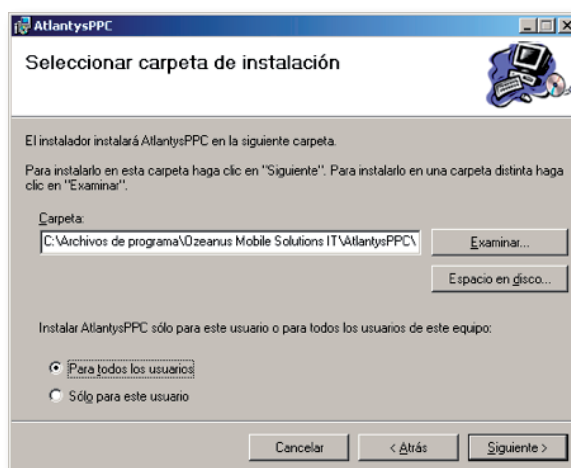 AtlantysPPC
Seleccionar carpeta de instalación
El instalador instalará AtlantysPPC en la siguiente carpeta.
Para instalarlo en esta carpeta haga clic en "Siguiente". Para instalarlo en una carpeta distinta haga
clic en "Examinar".
Carpeta:
C:\Archivos de programa\Ozeanus Mobile Solutions IT\AtlantysPPC\
Examinar...
Espacio en disco...
Instalar AtlantysPPC sólo para este usuario o para todos los usuarios de este equipo:
Para todos los usuarios
Sólo para este usuario
Cancelar
< Atrás
Siguiente >